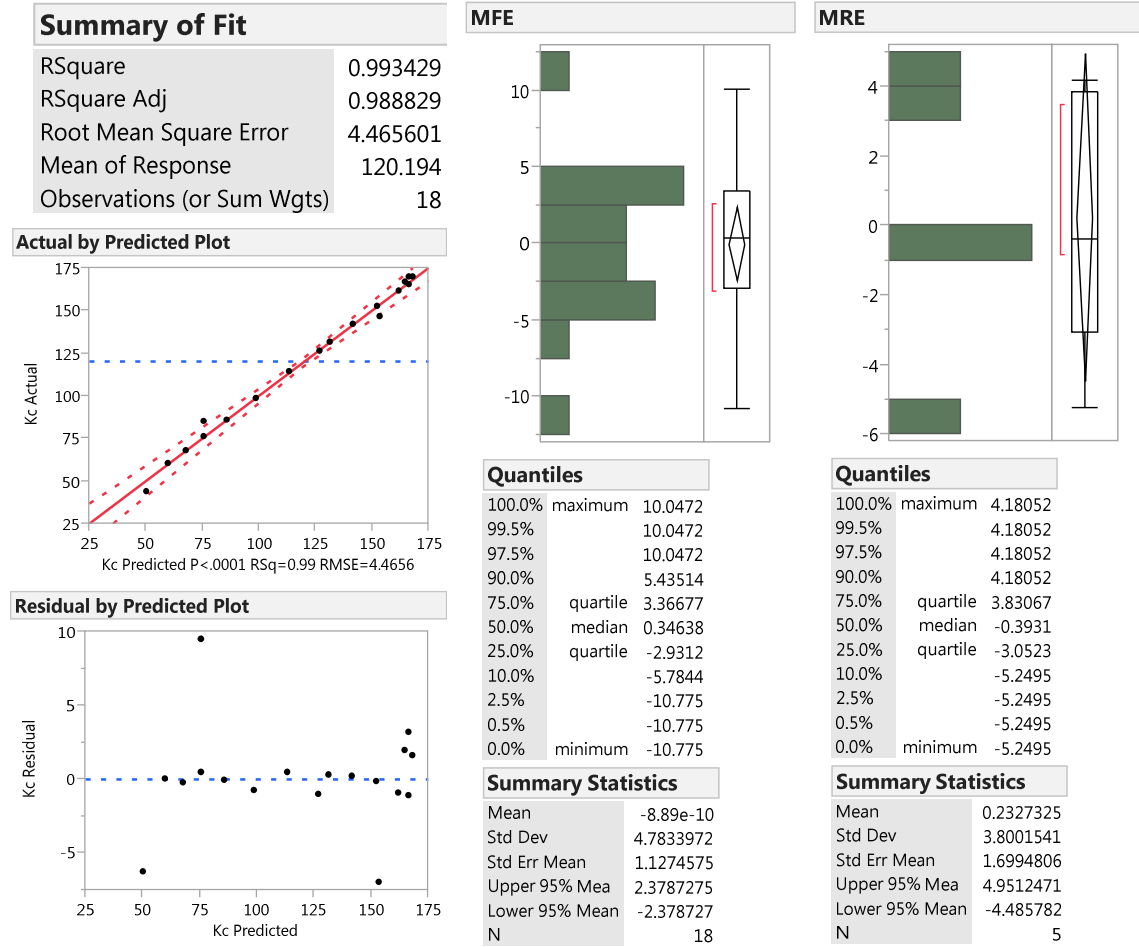 Summary of Fit
RSquare 0.993429
RSquare Adj 0.988829
Root Mean Square Error 4.465601
Mean of Response 120.194
Observations (or Sum Wgts) 18
Actual by Predicted Plot
175
150
125
100
75
50
25
Kc Actual
25 50 75 100 125 150 175
Kc Predicted P<.0001 RSq=0.99 RMSE=4.4656
Residual by Predicted Plot
10
5
0
-5
Kc Residual
25 50 75 100 125 150 175
Kc Predicted
MFE
10
5
0
-5
-10
Quantiles
100.0% maximum 10.0472
99.5% 10.0472
97.5% 10.0472
90.0% 5.43514
75.0% quartile 3.36677
50.0% median 0.34638
25.0% quartile -2.9312
10.0% -5.7844
2.5% -10.775
0.5% -10.775
0.0% minimum -10.775
Summary Statistics
Mean -8.89e-10
Std Dev 4.7833972
Std Err Mean 1.1274575
Upper 95% Mea 2.3787275
Lower 95% Mean -2.378727
N 18
MRE
4
2
0
-2
-4
-6
Quantiles
100.0% maximum 4.18052
99.5% 4.18052
97.5% 4.18052
90.0% 4.18052
75.0% quartile 3.83067
50.0% median -0.3931
25.0% quartile -3.0523
10.0% -5.2495
2.5% -5.2495
0.5% -5.2495
0.0% minimum -5.2495
Summary Statistics
Mean 0.2327325
Std Dev 3.8001541
Std Err Mean 1.6994806
Upper 95% Mea 4.9512471
Lower 95% Mean -4.485782
N 5